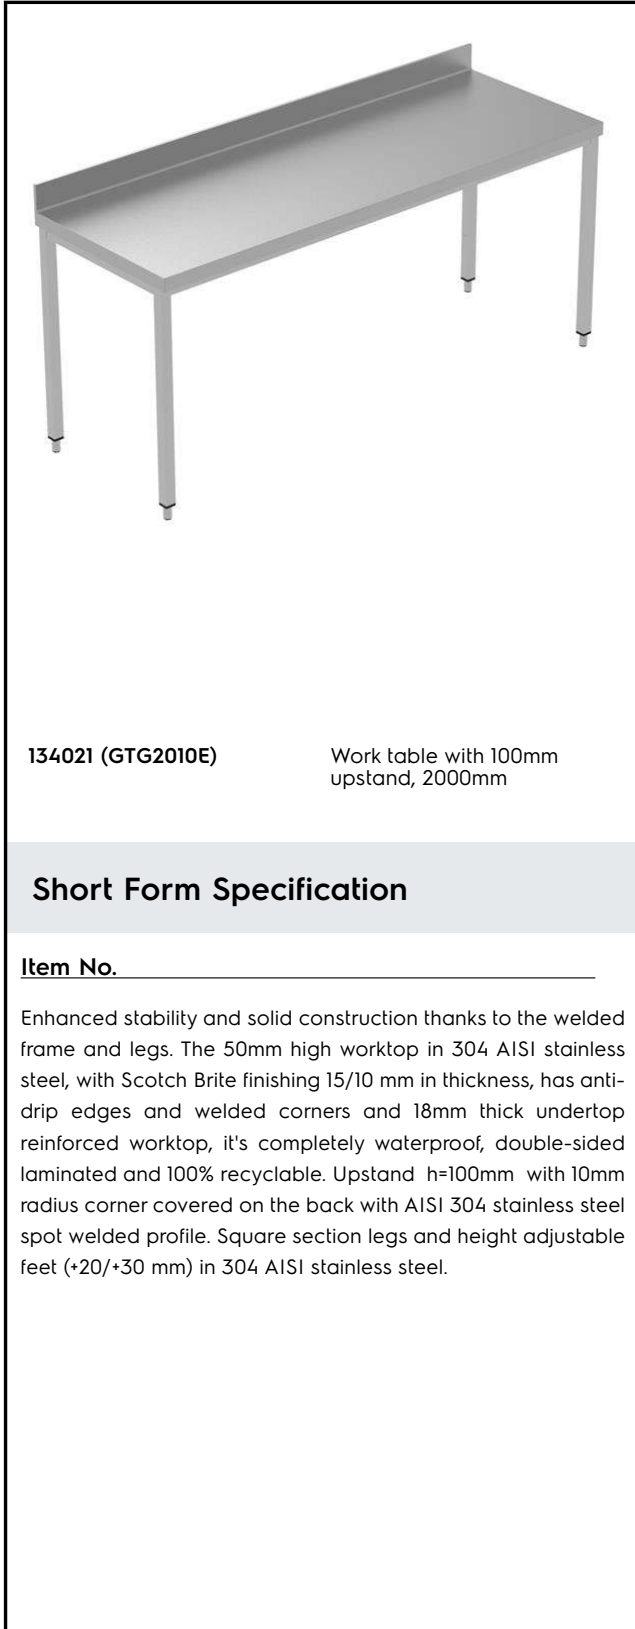 134021 (GTG2010E)
Work table with 100mm
upstand, 2000mm
Short Form Specification
Item No.
Enhanced stability and solid construction thanks to the welded
frame and legs. The 50mm high worktop in 304 AISI stainless
steel, with Scotch Brite finishing 15/10 mm in thickness, has anti-
drip edges and welded corners and 18mm thick undertop
reinforced worktop, it's completely waterproof, double-sided
laminated and 100% recyclable. Upstand h=100mm with 10mm
radius corner covered on the back with AISI 304 stainless steel
spot welded profile. Square section legs and height adjustable
feet (+20/+30 mm) in 304 AISI stainless steel.